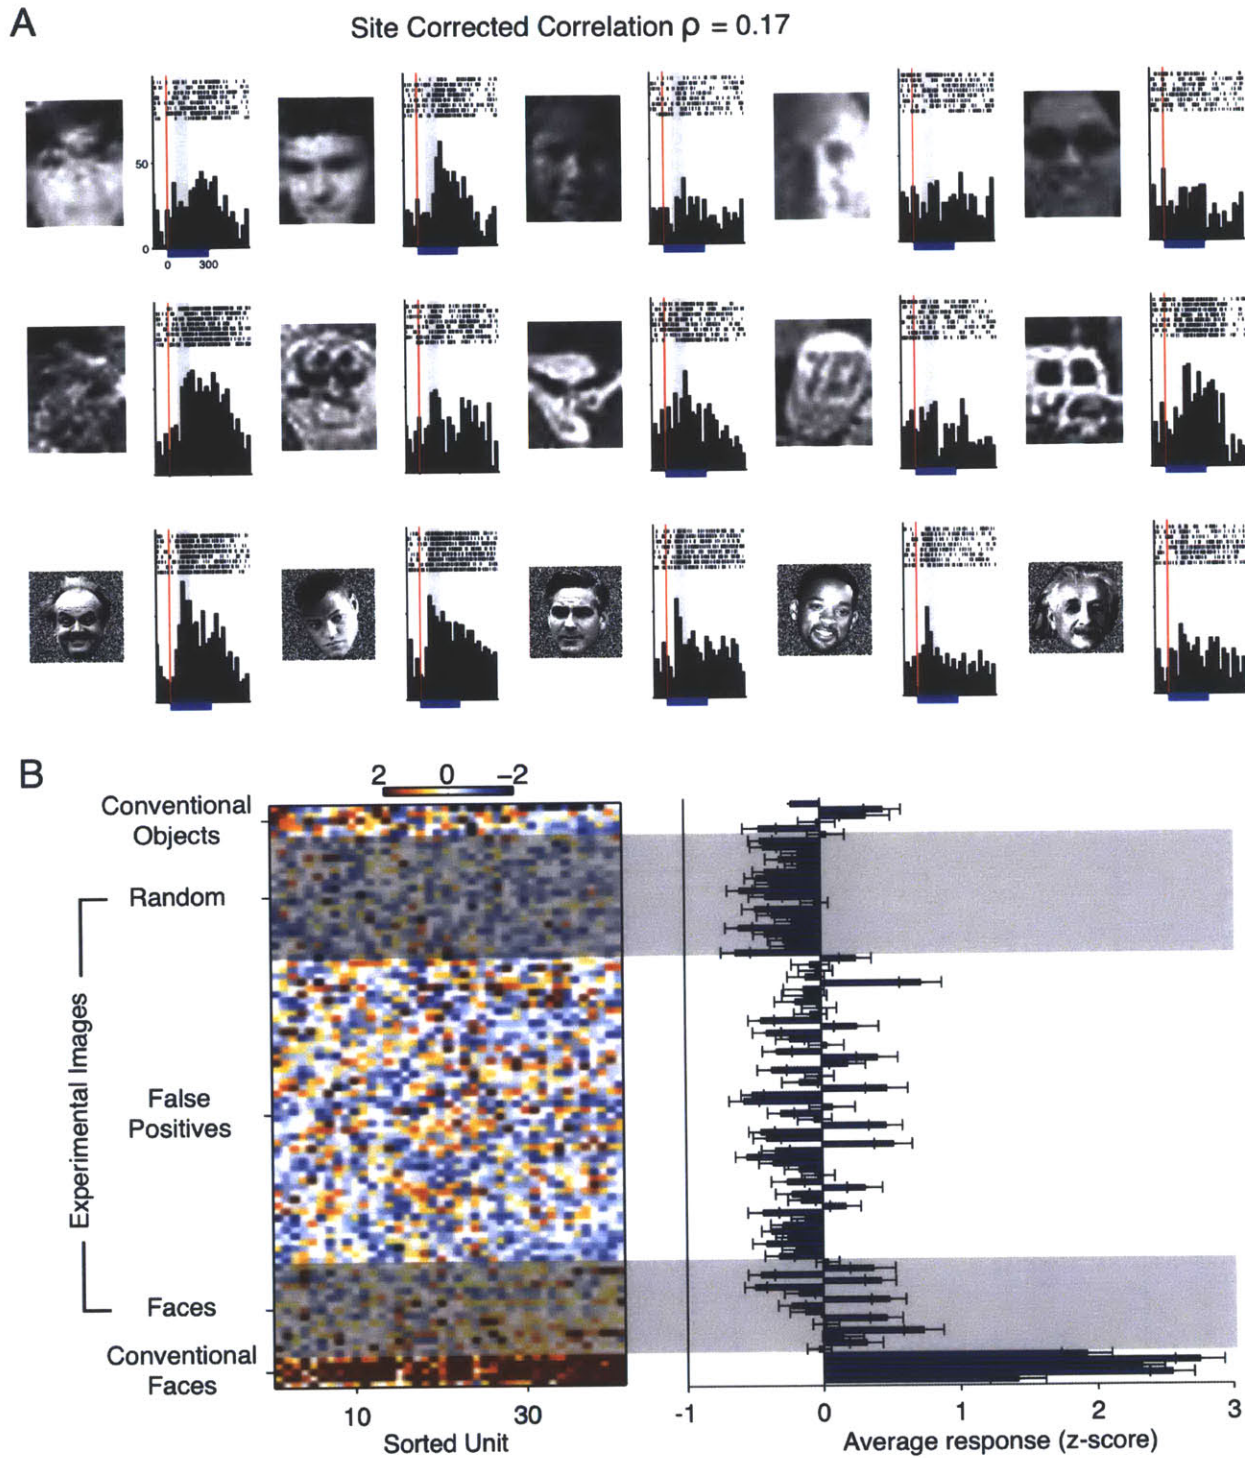 A
Site Corrected Correlation ρ = 0.17
50
0
0 300
B
2 0 −2
Conventional
Objects
Random
Experimental Images
False
Positives
Faces
Conventional
Faces
10 30
Sorted Unit
-1 0 1 2 3
Average response (z-score)